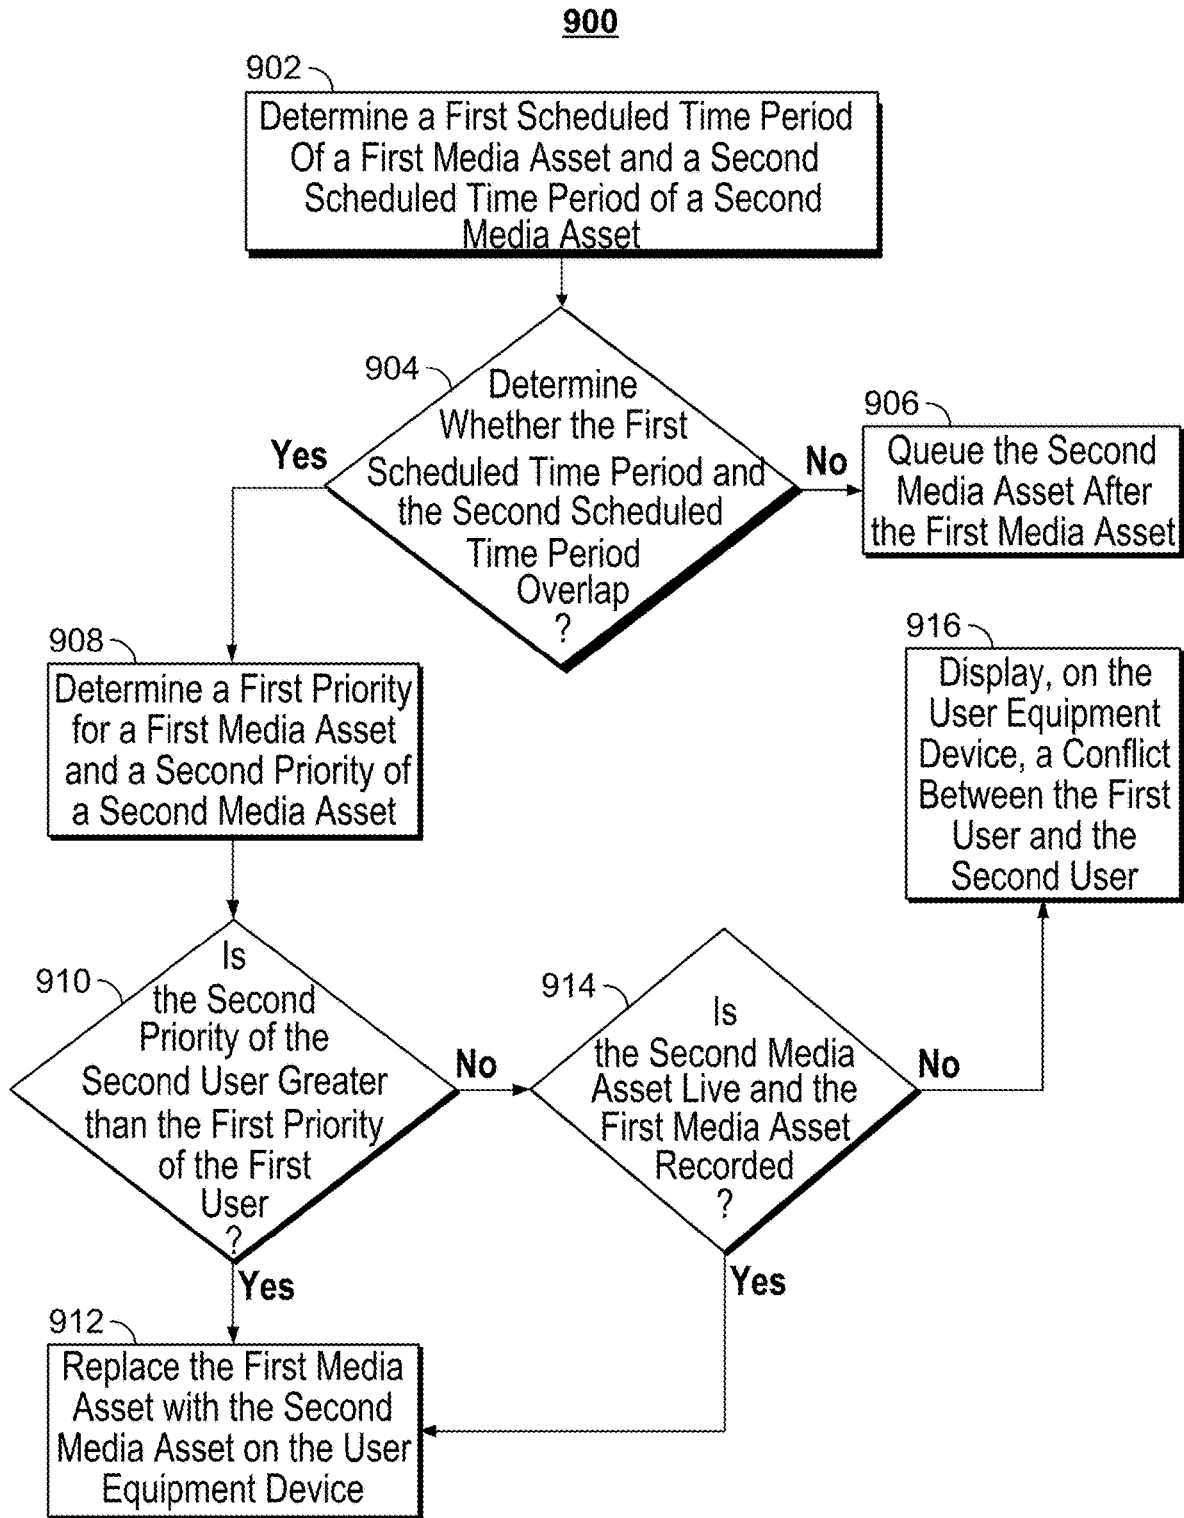 900
902
Determine a First Scheduled Time Period
Of a First Media Asset and a Second
Scheduled Time Period of a Second
Media Asset
904
Determine
Whether the First
Scheduled Time Period and
the Second Scheduled
Time Period
Overlap
?
Yes
No
906
Queue the Second
Media Asset After
the First Media Asset
908
Determine a First Priority
for a First Media Asset
and a Second Priority of
a Second Media Asset
910
Is
the Second
Priority of the
Second User Greater
than the First Priority
of the First
User
?
No
Yes
912
Replace the First Media
Asset with the Second
Media Asset on the User
Equipment Device
914
Is
the Second Media
Asset Live and the
First Media Asset
Recorded
?
No
Yes
916
Display, on the
User Equipment
Device, a Conflict
Between the First
User and the
Second User